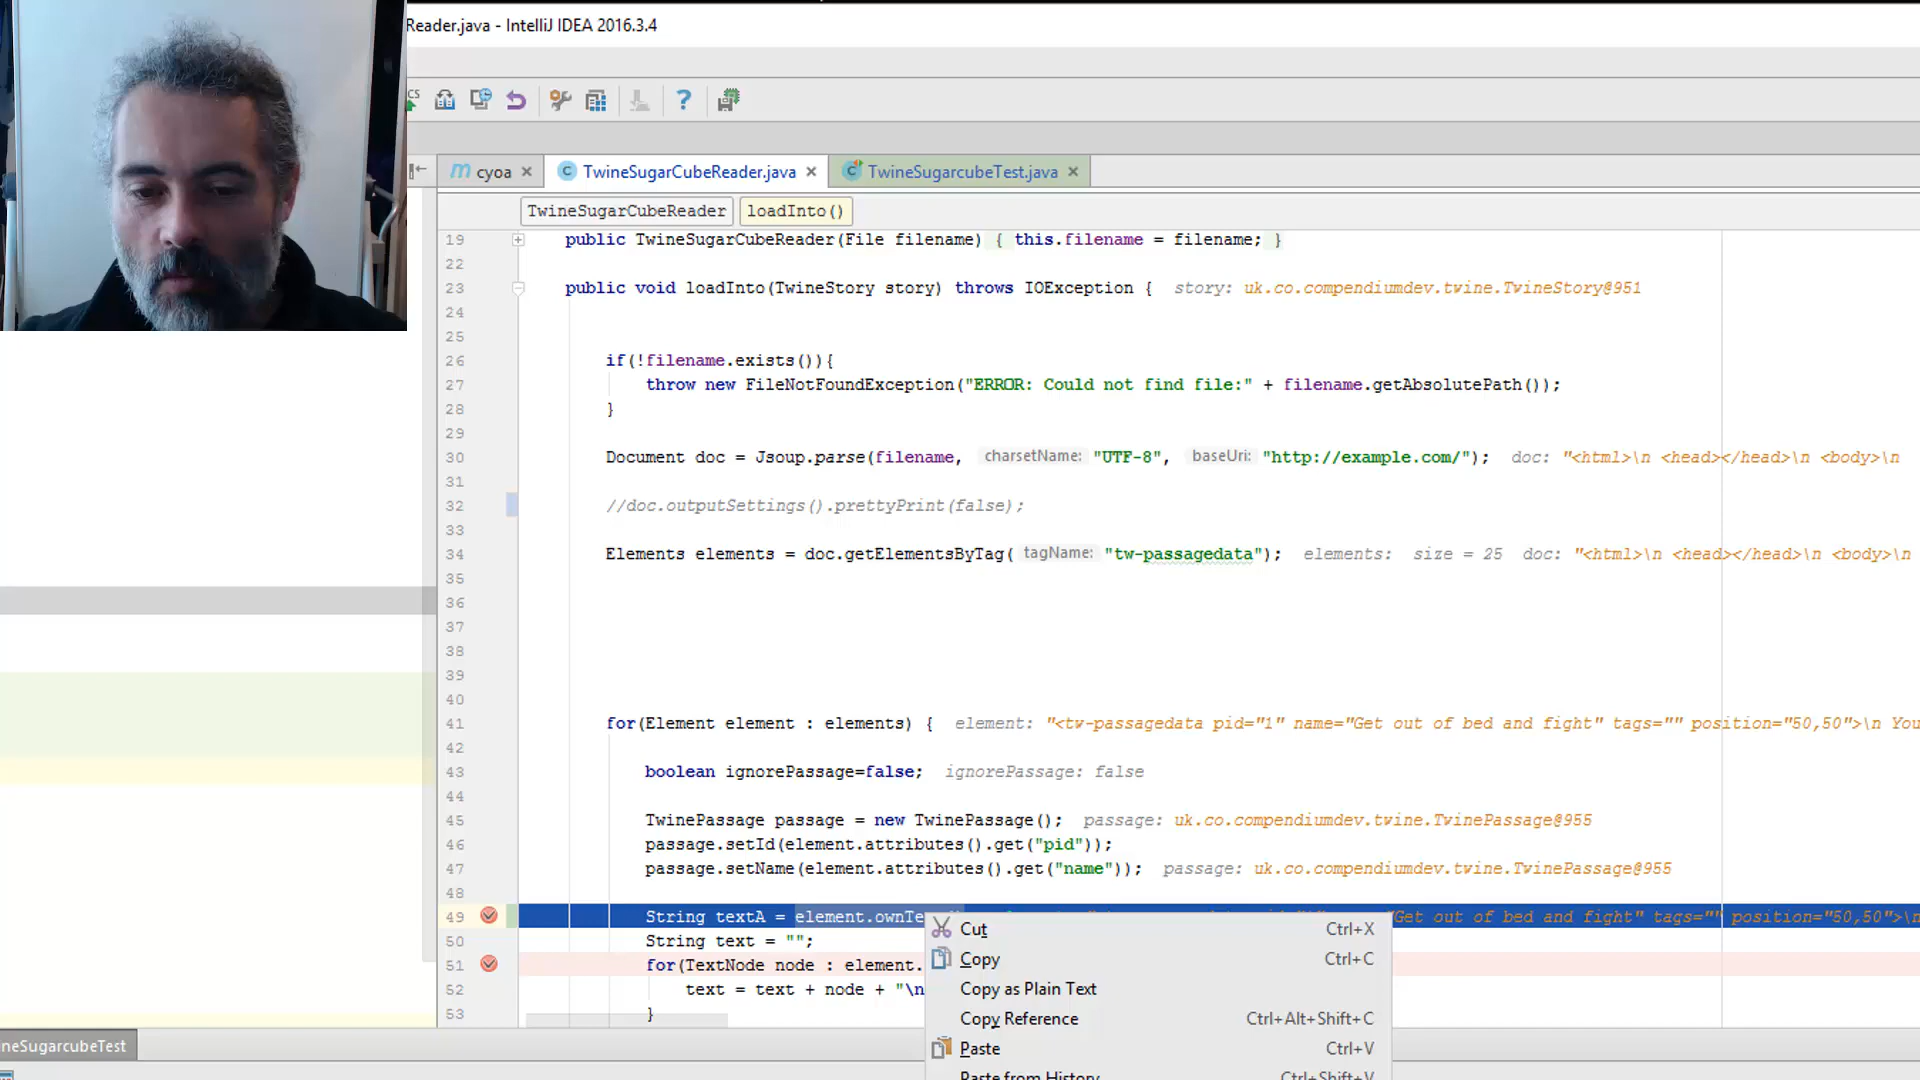 Reader.java - IntelliJ IDEA 2016.3.4
cyoa
TwineSugarCubeReader.java
TwineSugarcubeTest.java
TwineSugarCubeReader
loadInto()
19 public TwineSugarCubeReader(File filename) { this.filename = filename; }
22
23 public void loadInto(TwineStory story) throws IOException { story: uk.co.compendiumdev.twine.TwineStory@951
24
25
26 if(!filename.exists()){
27 throw new FileNotFoundException("ERROR: Could not find file:" + filename.getAbsolutePath());
28 }
29
30 Document doc = Jsoup.parse(filename, charsetName: "UTF-8", baseUri: "http://example.com/"); doc: "<html>\n <head></head>\n <body>\n
31
32 //doc.outputSettings().prettyPrint(false);
33
34 Elements elements = doc.getElementsByTag( tagName: "tw-passagedata"); elements: size = 25 doc: "<html>\n <head></head>\n <body>\n
35
36
37
38
39
40
41 for(Element element : elements) { element: "<tw-passagedata pid="1" name="Get out of bed and fight" tags="" position="50,50">\n You
42
43 boolean ignorePassage=false; ignorePassage: false
44
45 TwinePassage passage = new TwinePassage(); passage: uk.co.compendiumdev.twine.TwinePassage@955
46 passage.setId(element.attributes().get("pid"));
47 passage.setName(element.attributes().get("name")); passage: uk.co.compendiumdev.twine.TwinePassage@955
48
49 String textA = element.ownTe "Get out of bed and fight" tags="" position="50,50">\n
50 String text = "";
51 for(TextNode node : element.
52 text = text + node + "\n
53 }
Cut Ctrl+X
Copy Ctrl+C
Copy as Plain Text
Copy Reference Ctrl+Alt+Shift+C
Paste Ctrl+V
Paste from History Ctrl+Shift+V
neSugarcubeTest